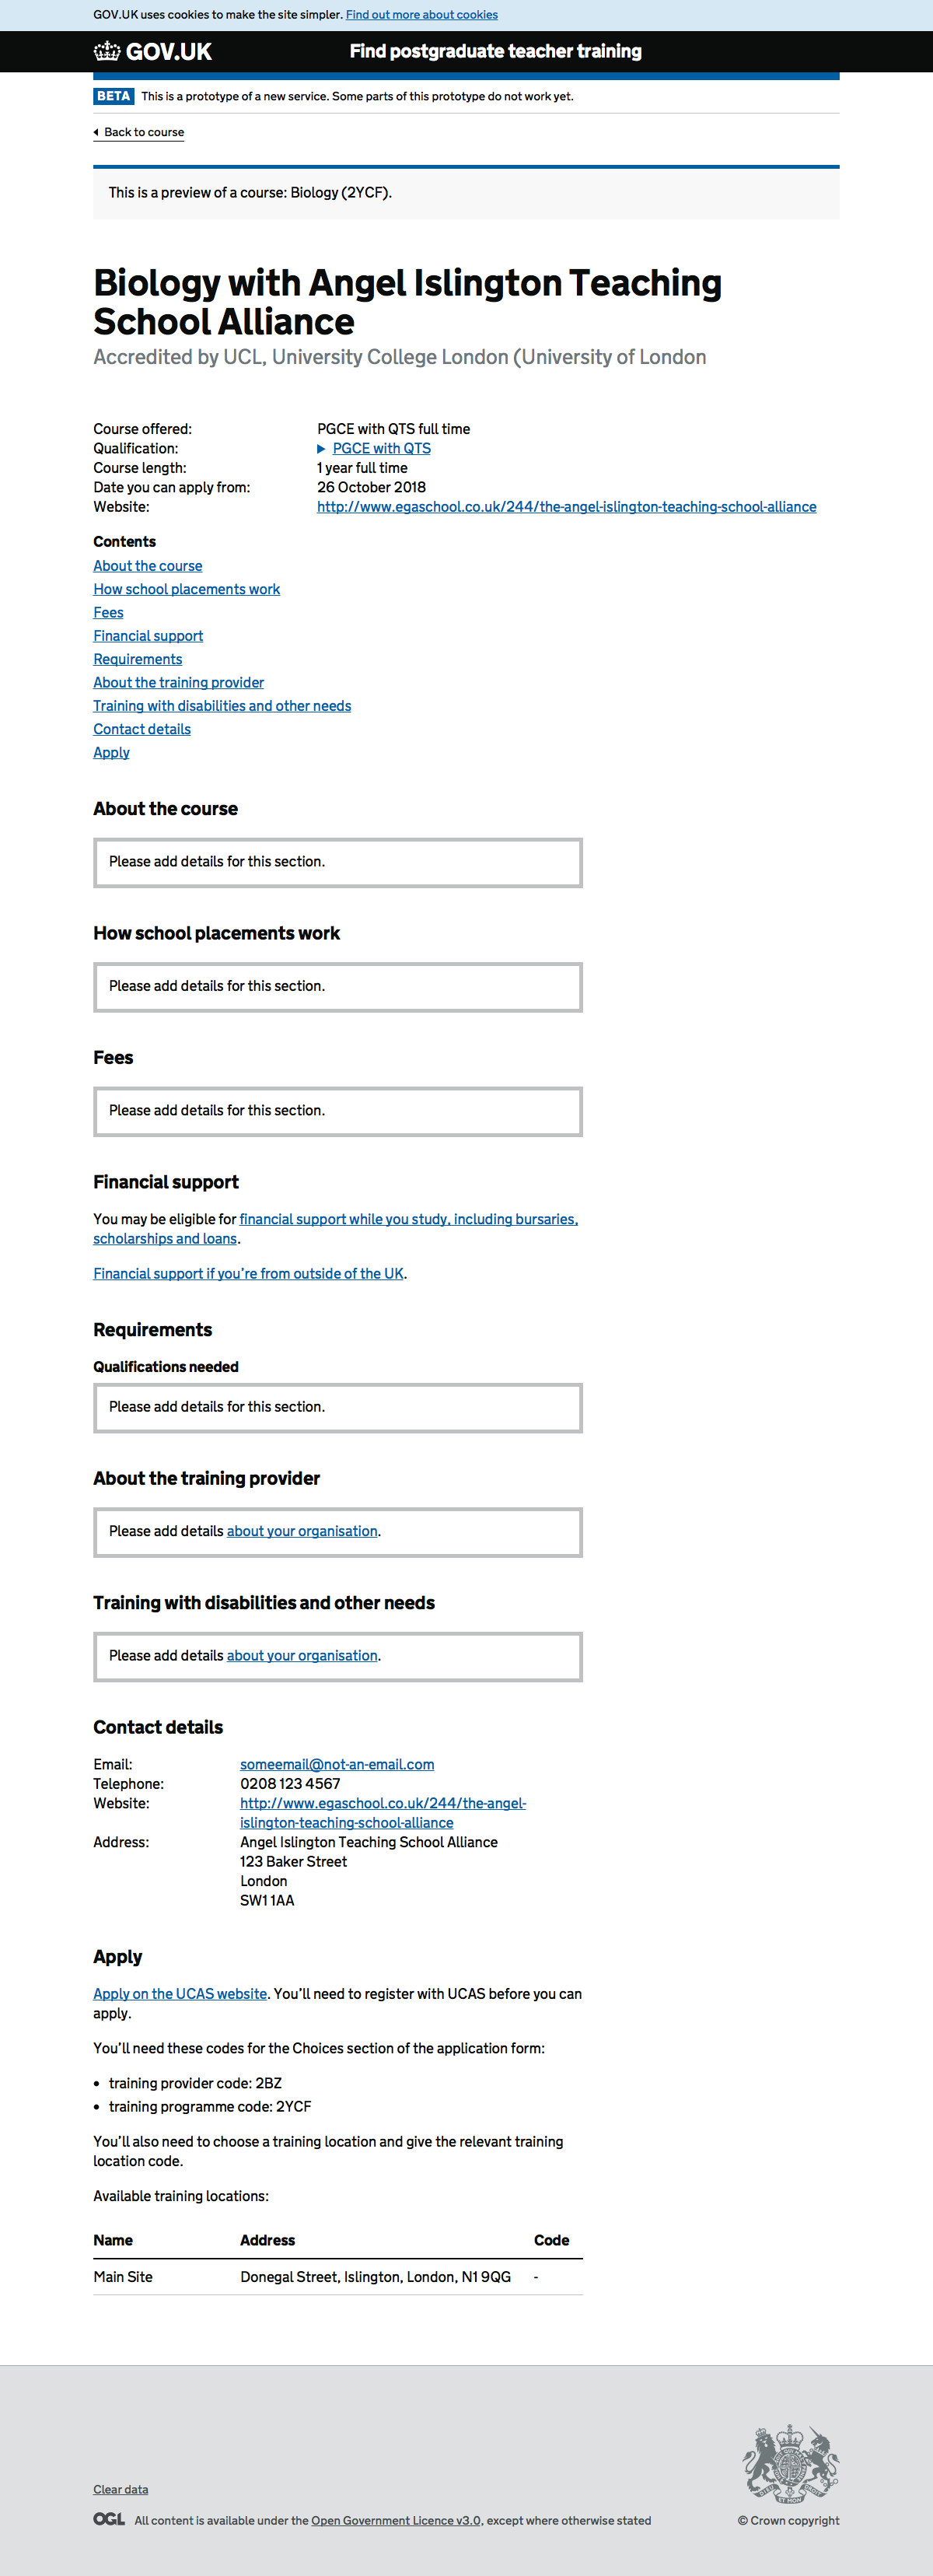 GOV.UK uses cookies to make the site simpler. Find out more about cookies
GOV.UK
Find postgraduate teacher training
BETA This is a prototype of a new service. Some parts of this prototype do not work yet.
Back to course
This is a preview of a course: Biology (2YCF).
Biology with Angel Islington Teaching
School Alliance
Accredited by UCL, University College London (University of London
Course offered: PGCE with QTS full time
Qualification: PGCE with QTS
Course length: 1 year full time
Date you can apply from: 26 October 2018
Website: http://www.egaschool.co.uk/244/the-angel-islington-teaching-school-alliance
Contents
About the course
How school placements work
Fees
Financial support
Requirements
About the training provider
Training with disabilities and other needs
Contact details
Apply
About the course
Please add details for this section.
How school placements work
Please add details for this section.
Fees
Please add details for this section.
Financial support
You may be eligible for financial support while you study, including bursaries,
scholarships and loans.
Financial support if you’re from outside of the UK.
Requirements
Qualifications needed
Please add details for this section.
About the training provider
Please add details about your organisation.
Training with disabilities and other needs
Please add details about your organisation.
Contact details
Email: someemail@not-an-email.com
Telephone: 0208 123 4567
Website: http://www.egaschool.co.uk/244/the-angel-
islington-teaching-school-alliance
Address: Angel Islington Teaching School Alliance
123 Baker Street
London
SW1 1AA
Apply
Apply on the UCAS website. You’ll need to register with UCAS before you can
apply.
You’ll need these codes for the Choices section of the application form:
• training provider code: 2BZ
• training programme code: 2YCF
You’ll also need to choose a training location and give the relevant training
location code.
Available training locations:
Name Address Code
Main Site Donegal Street, Islington, London, N1 9QG -
Clear data
OGL All content is available under the Open Government Licence v3.0, except where otherwise stated
© Crown copyright